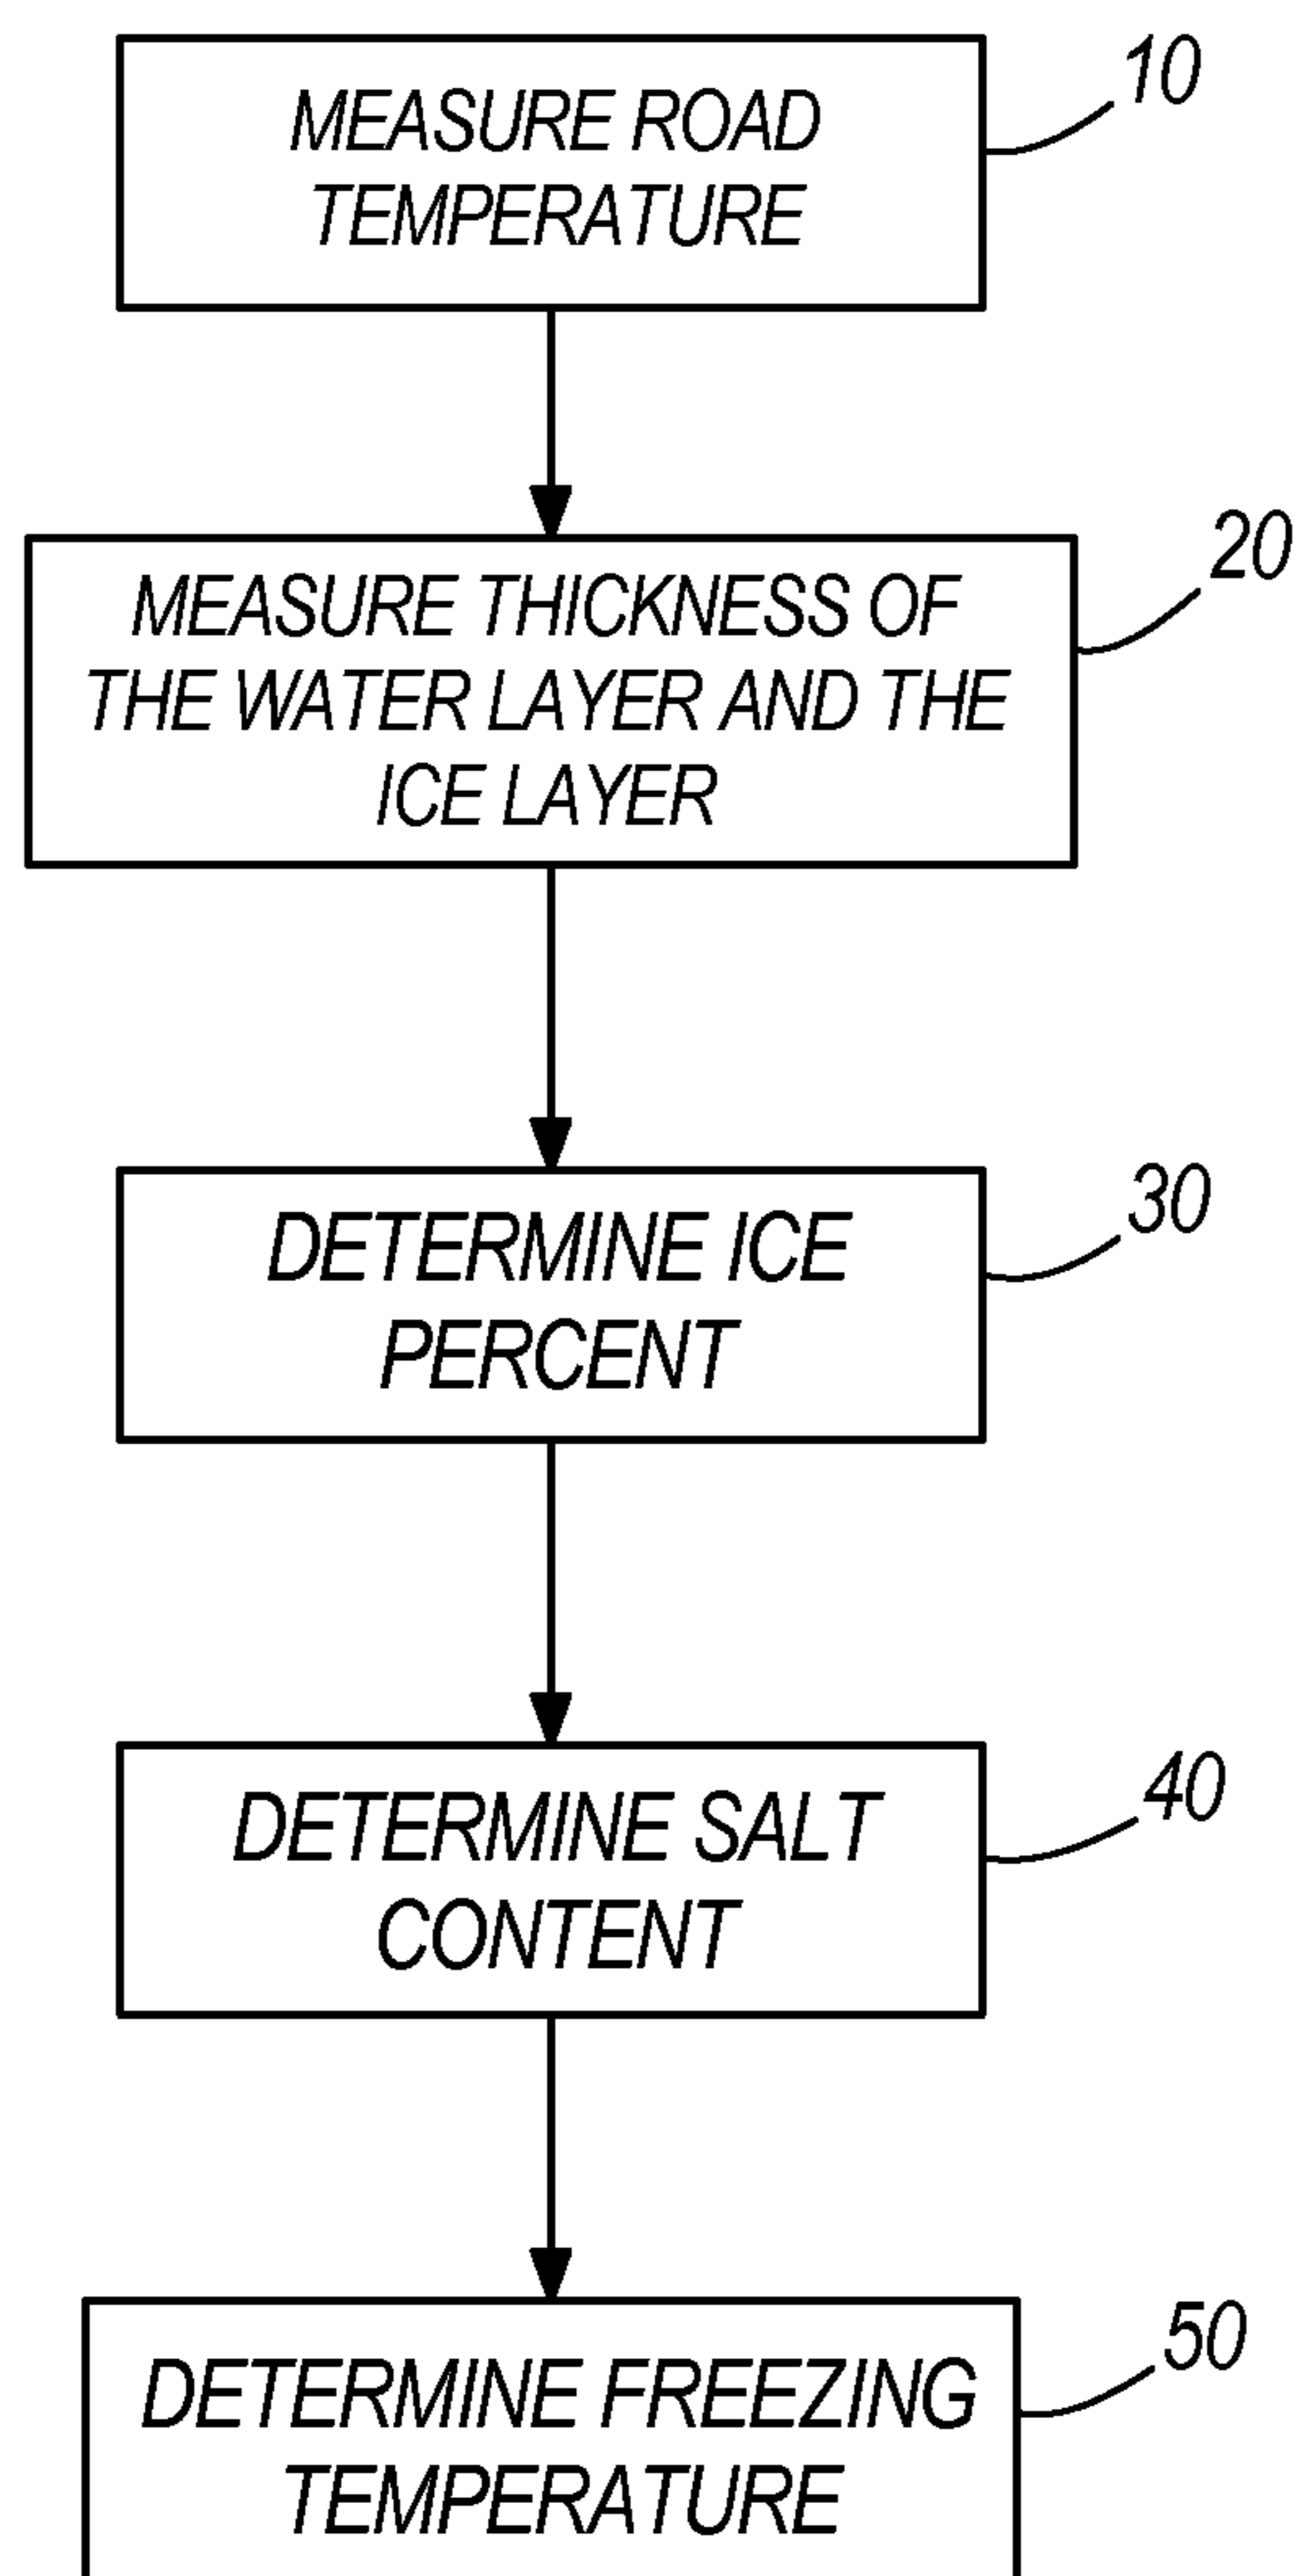 MEASURE ROAD
TEMPERATURE
10
MEASURE THICKNESS OF
THE WATER LAYER AND THE
ICE LAYER
20
DETERMINE ICE
PERCENT
30
DETERMINE SALT
CONTENT
40
DETERMINE FREEZING
TEMPERATURE
50